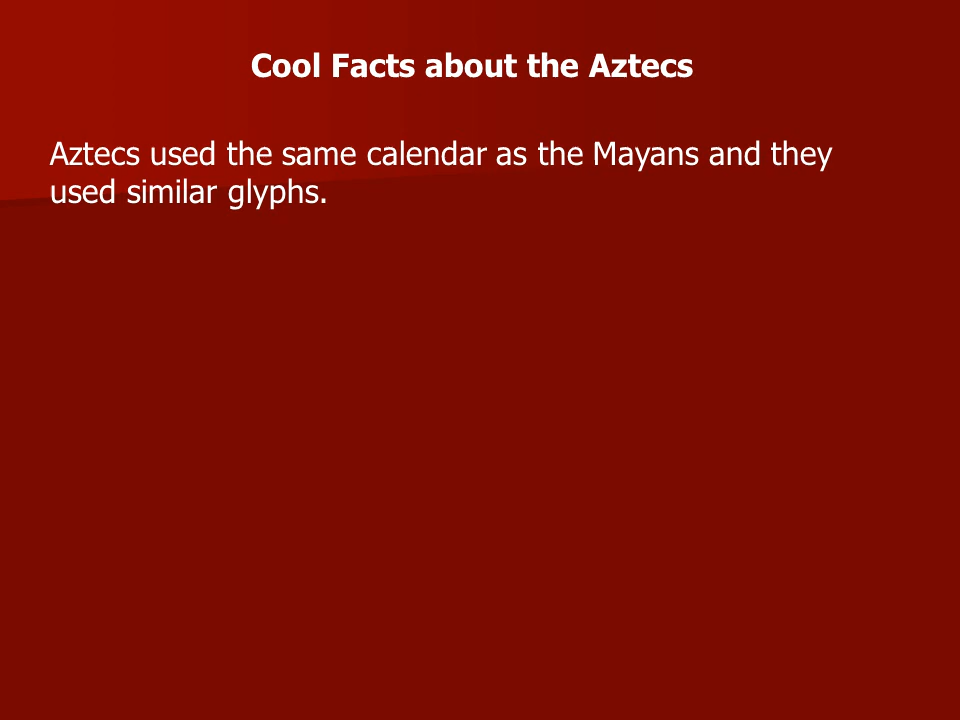 Cool Facts about the Aztecs
Aztecs used the same calendar as the Mayans and they
used similar glyphs.